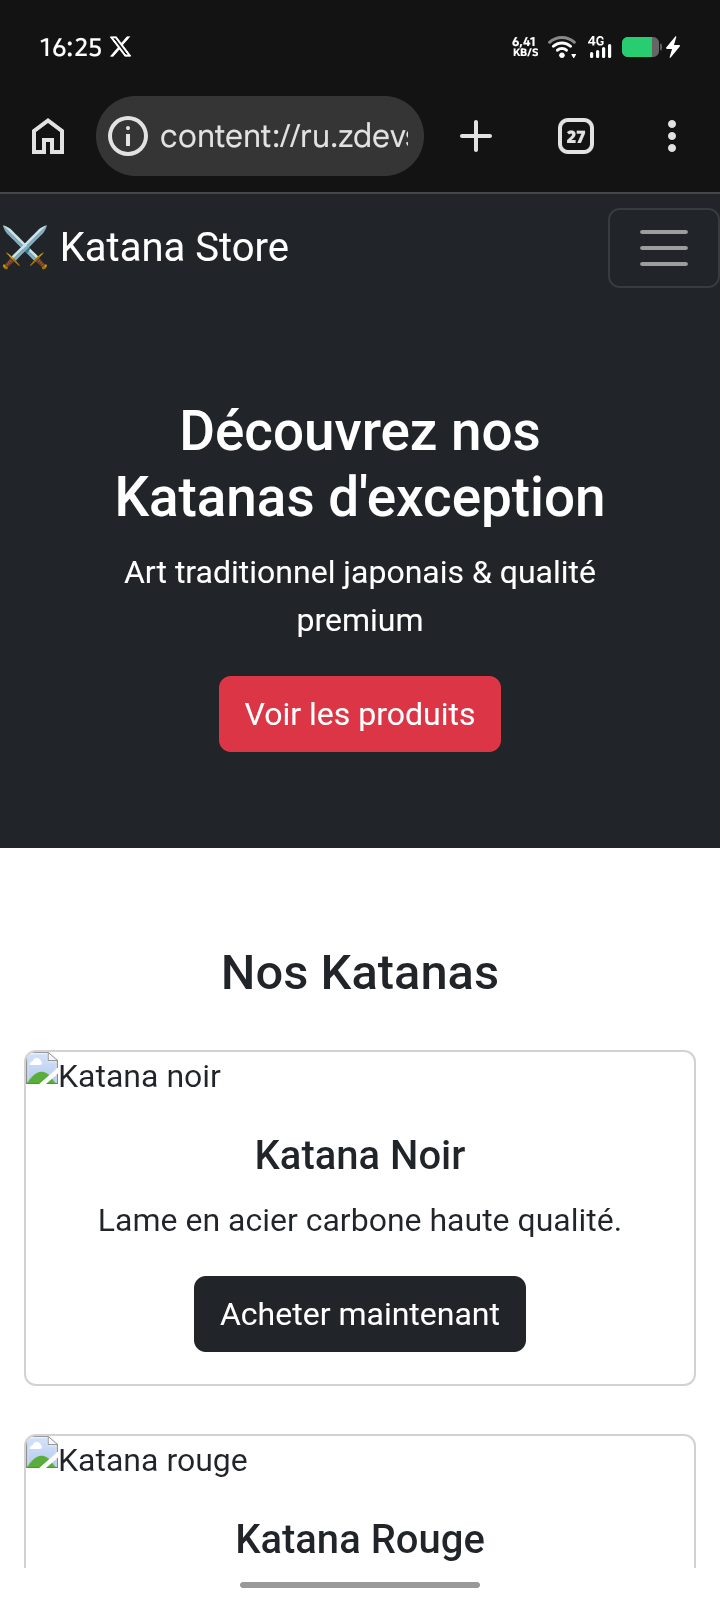 16:25
6,41
KB/S
4G
content://ru.zdev
27
Katana Store
Découvrez nos
Katanas d'exception
Art traditionnel japonais & qualité
premium
Voir les produits
Nos Katanas
Katana noir
Katana Noir
Lame en acier carbone haute qualité.
Acheter maintenant
Katana rouge
Katana Rouge